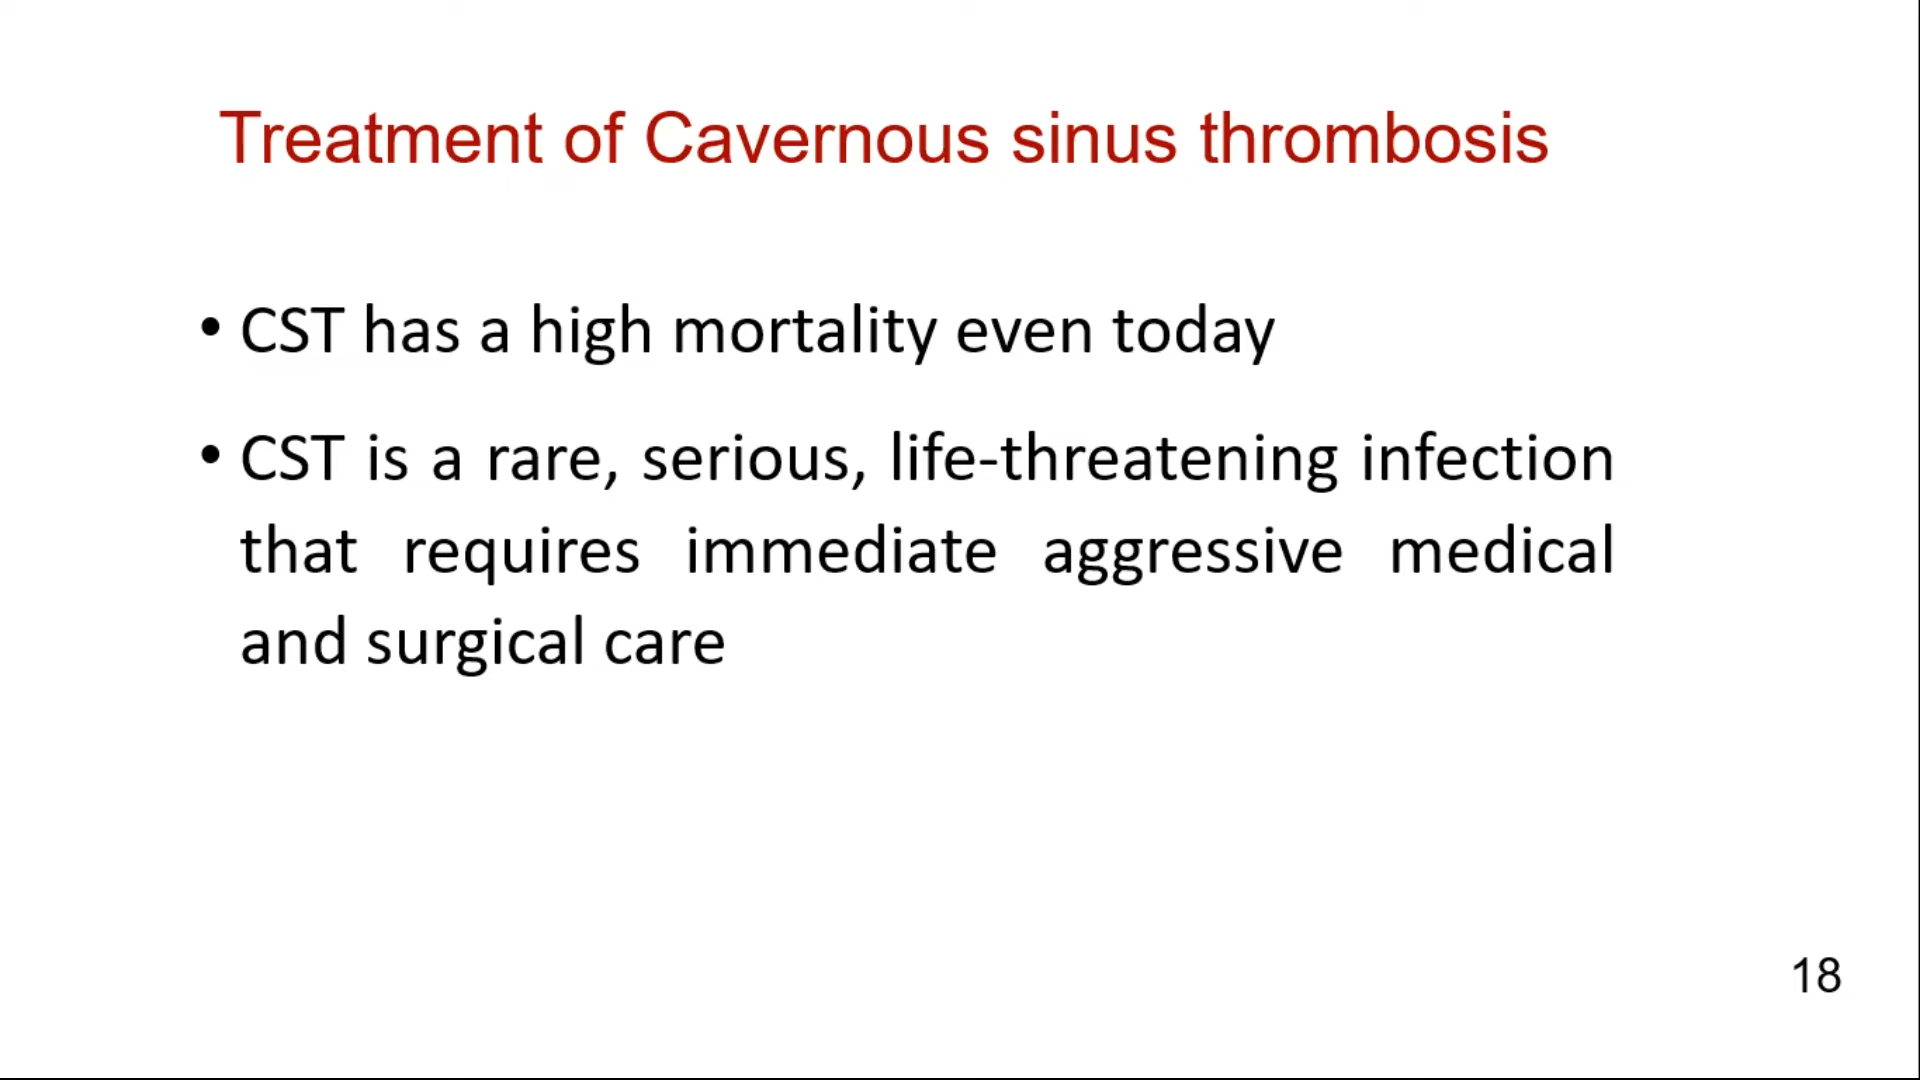 Treatment of Cavernous sinus thrombosis
• CST has a high mortality even today
• CST is a rare, serious, life-threatening infection
that requires immediate aggressive medical
and surgical care
18